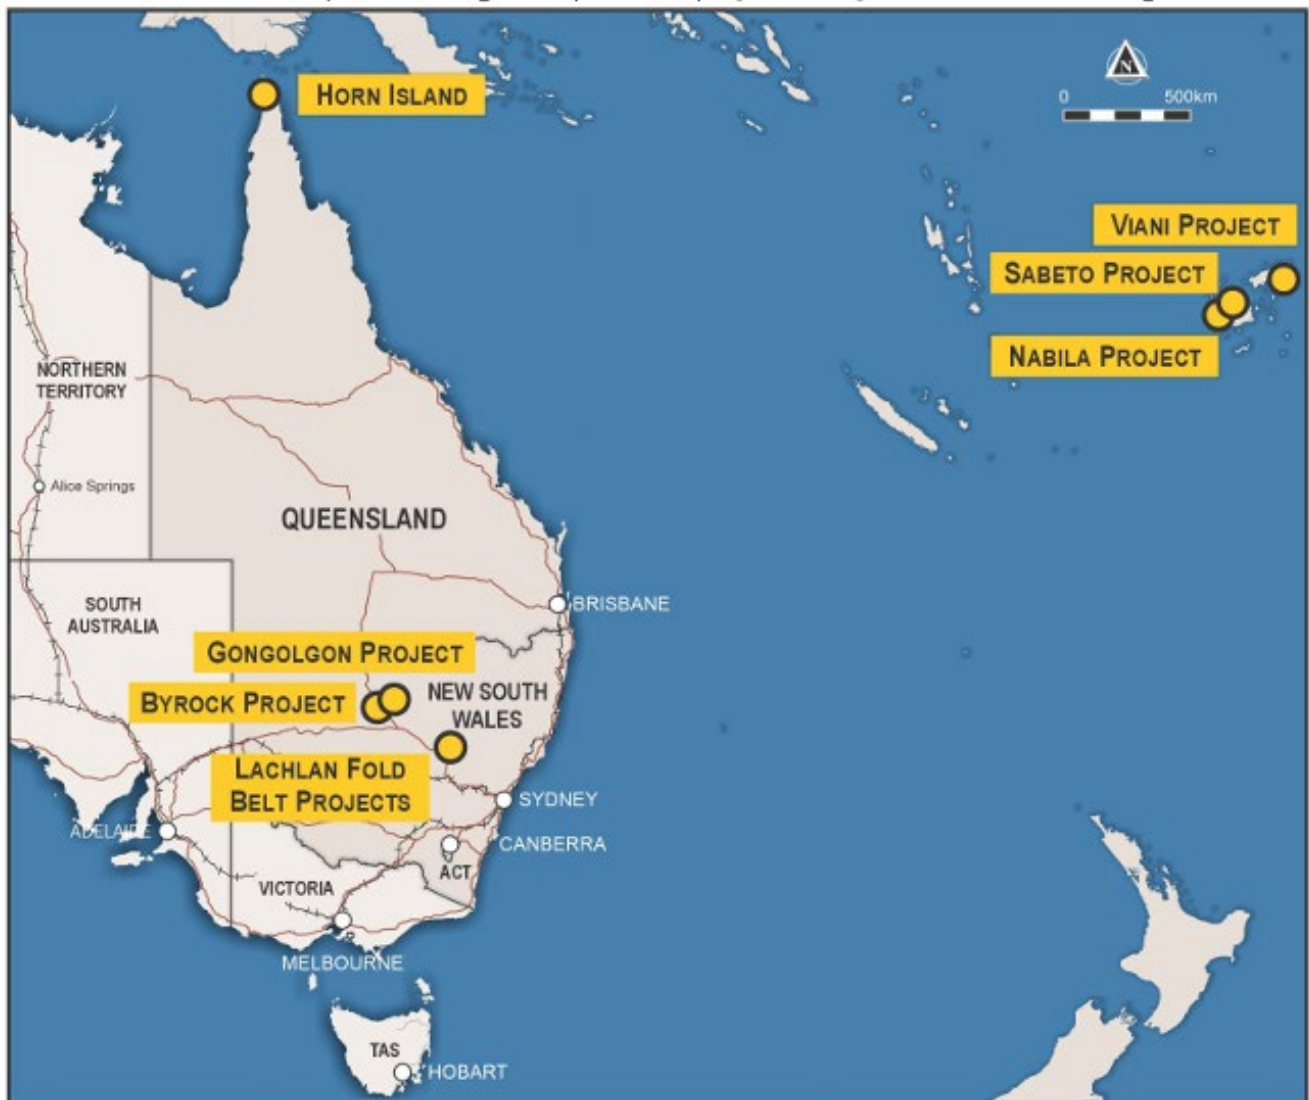 N
0 500km
HORN ISLAND
VIANI PROJECT
SABETO PROJECT
NABILA PROJECT
NORTHERN
TERRITORY
Alice Springs
QUEENSLAND
SOUTH
AUSTRALIA
BRISBANE
GONGOLGON PROJECT
BYROCK PROJECT
NEW SOUTH
WALES
LACHLAN FOLD
BELT PROJECTS
SYDNEY
ADELAIDE
CANBERRA
ACT
VICTORIA
MELBOURNE
TAS
HOBART